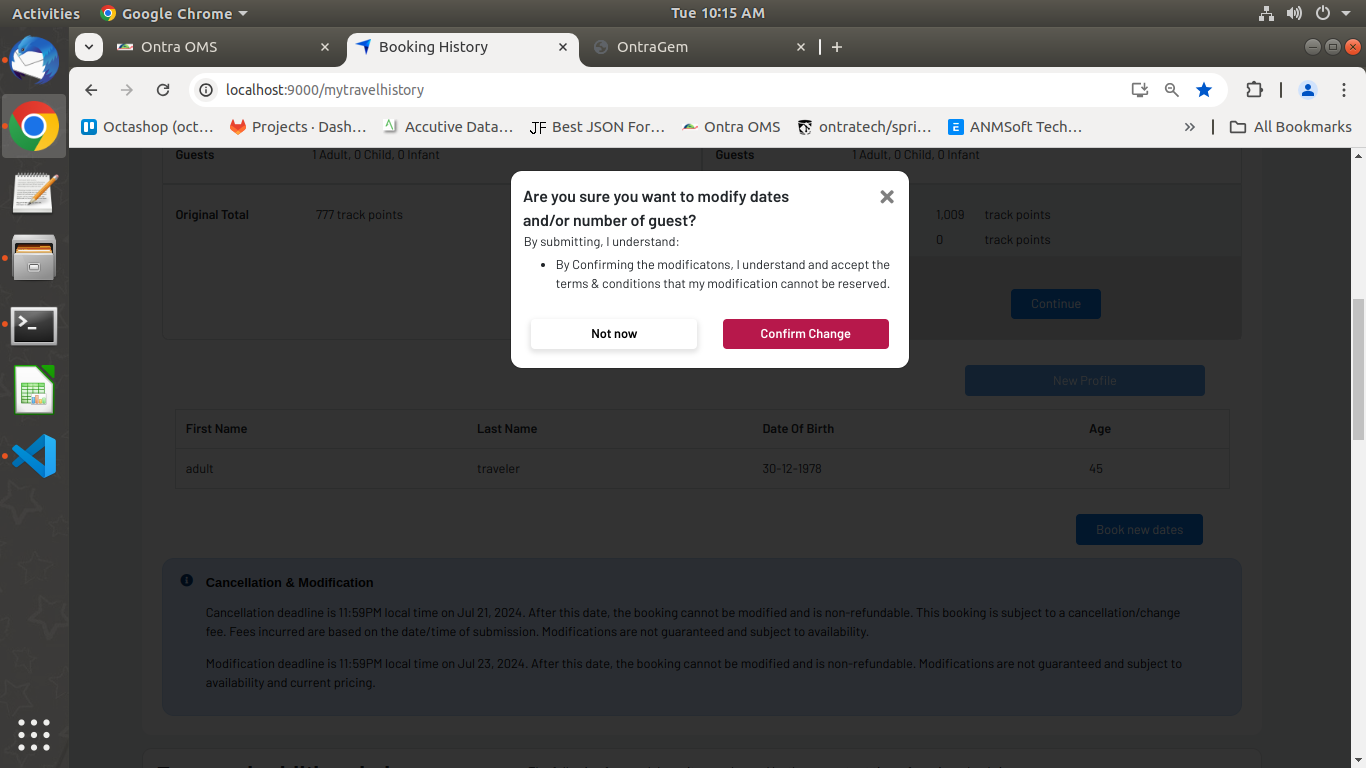 Activities Google Chrome Tue 10:15 AM
Ontra OMS Booking History OntraGem
localhost:9000/mytravelhistory
Octashop (oct… Projects · Dash… Accutive Data… JF Best JSON For… Ontra OMS ontratech/spri… E ANMSoft Tech… » All Bookmarks
Guests 1 Adult, 0 Child, 0 Infant Guests 1 Adult, 0 Child, 0 Infant
Are you sure you want to modify dates
and/or number of guest?
By submitting, I understand:
• By Confirming the modificatons, I understand and accept the
terms & conditions that my modification cannot be reserved.
Not now Confirm Change
Original Total 777 track points 1,009 track points
0 track points
Continue
New Profile
First Name Last Name Date Of Birth Age
adult traveler 30-12-1978 45
Book new dates
Cancellation & Modification
Cancellation deadline is 11:59PM local time on Jul 21, 2024. After this date, the booking cannot be modified and is non-refundable. This booking is subject to a cancellation/change
fee. Fees incurred are based on the date/time of submission. Modifications are not guaranteed and subject to availability.
Modification deadline is 11:59PM local time on Jul 23, 2024. After this date, the booking cannot be modified and is non-refundable. Modifications are not guaranteed and subject to
availability and current pricing.